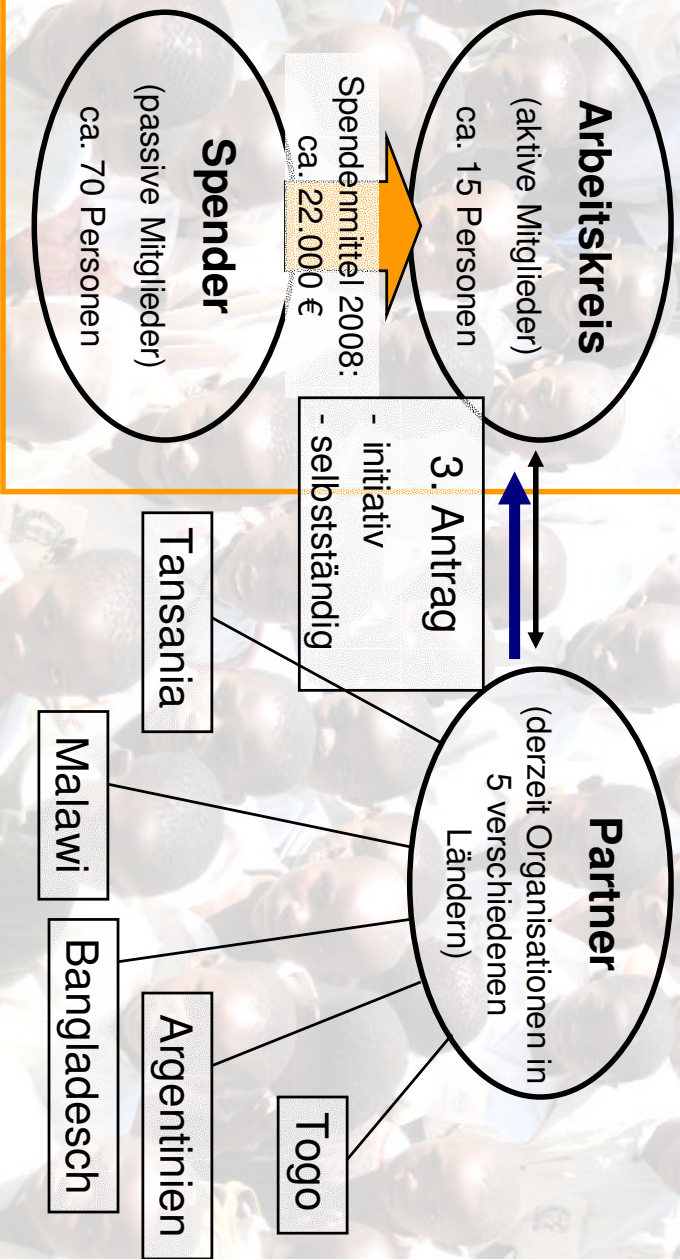 Arbeitskreis
(aktive Mitglieder)
ca. 15 Personen
Spendenmittel 2008:
ca. 22.000 €
Spender
(passive Mitglieder)
ca. 70 Personen
3. Antrag
- initiativ
- selbstständig
Partner
(derzeit Organisationen in
5 verschiedenen
Ländern)
Tansania
Malawi
Bangladesch
Argentinien
Togo